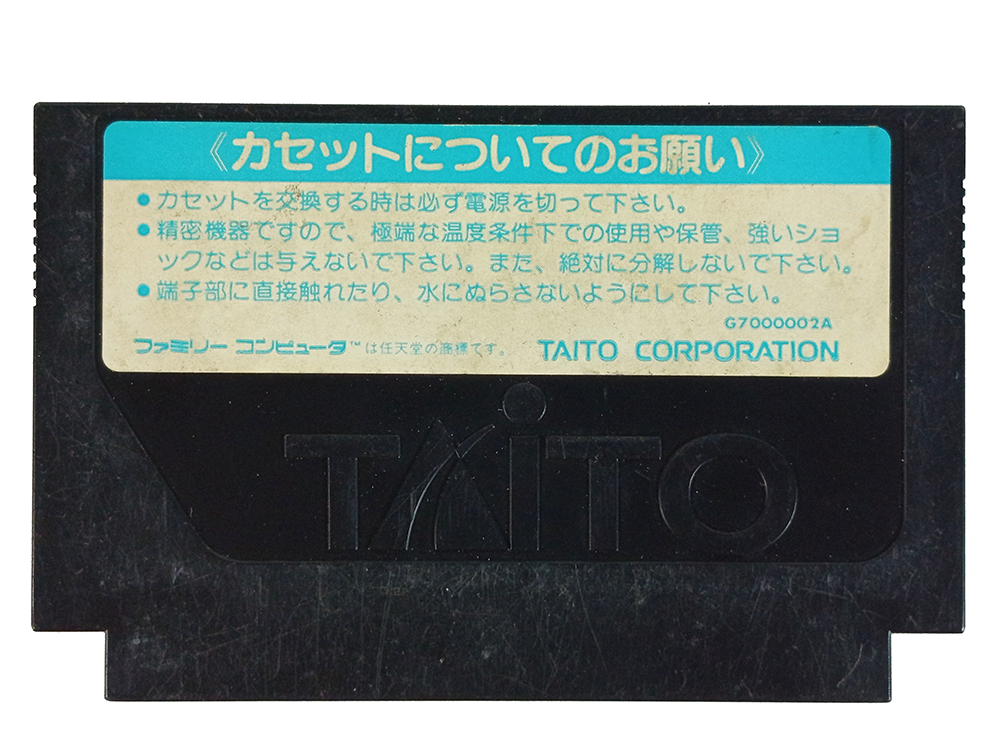 《カセットについてのお願い》
●カセットを交換する時は必ず電源を切って下さい。
●精密機器ですので、極端な温度条件下での使用や保管、強いショ
ックなどは与えないで下さい。また、絶対に分解しないで下さい。
●端子部に直接触れたり、水にぬらさないようにして下さい。
G7000002A
ファミリー コンピュータ™は任天堂の商標です。 TAITO CORPORATION
TAiTO